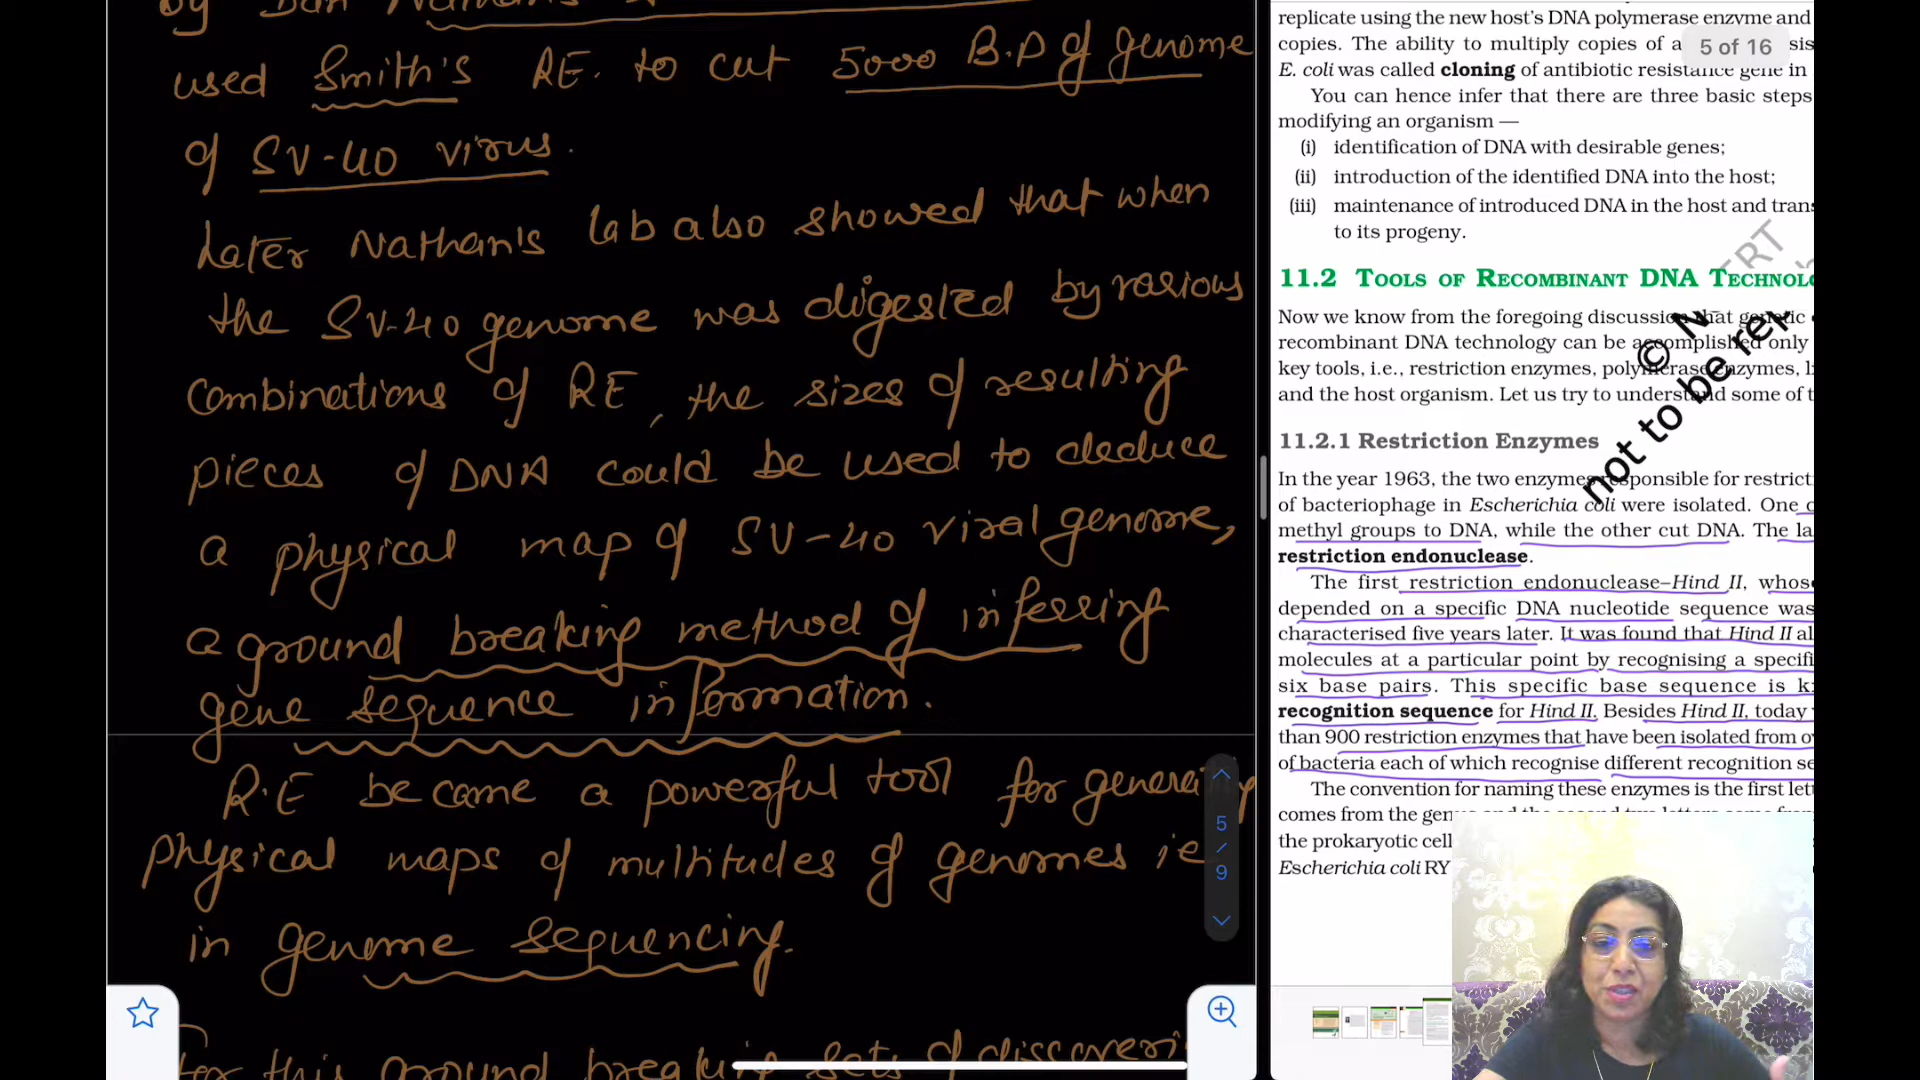 by Dan Nathan's
used Smith's RE. to cut 5000 B.P of genome
of SV-40 virus.
Later Nathan's lab also showed that when
the SV-40 genome was digested by various
combinations of RE, the sizes of resulting
pieces of DNA could be used to deduce
a physical map of SV-40 viral genome,
a ground breaking method of inferring
gene sequence information.
R.E became a powerful tool for generating
physical maps of multitudes of genomes ie
in genome sequencing.
For this ground breaking sets of discoveri
5
/
9
replicate using the new host's DNA polymerase enzyme and
copies. The ability to multiply copies of a
5 of 16
E. coli was called cloning of antibiotic resistance gene in
You can hence infer that there are three basic steps
modifying an organism —
(i) identification of DNA with desirable genes;
(ii) introduction of the identified DNA into the host;
(iii) maintenance of introduced DNA in the host and tran
to its progeny.
11.2 TOOLS OF RECOMBINANT DNA TECHNOLO
Now we know from the foregoing discussion that genetic
recombinant DNA technology can be accomplished only
key tools, i.e., restriction enzymes, polymerase enzymes, l
and the host organism. Let us try to understand some of t
11.2.1 Restriction Enzymes
In the year 1963, the two enzymes responsible for restrict
of bacteriophage in Escherichia coli were isolated. One
methyl groups to DNA, while the other cut DNA. The la
restriction endonuclease.
The first restriction endonuclease–Hind II, whos
depended on a specific DNA nucleotide sequence was
characterised five years later. It was found that Hind II al
molecules at a particular point by recognising a specifi
six base pairs. This specific base sequence is k
recognition sequence for Hind II. Besides Hind II, today
than 900 restriction enzymes that have been isolated from o
of bacteria each of which recognise different recognition se
The convention for naming these enzymes is the first lett
comes from the gen
the prokaryotic cell
Escherichia coli RY
not to be rep